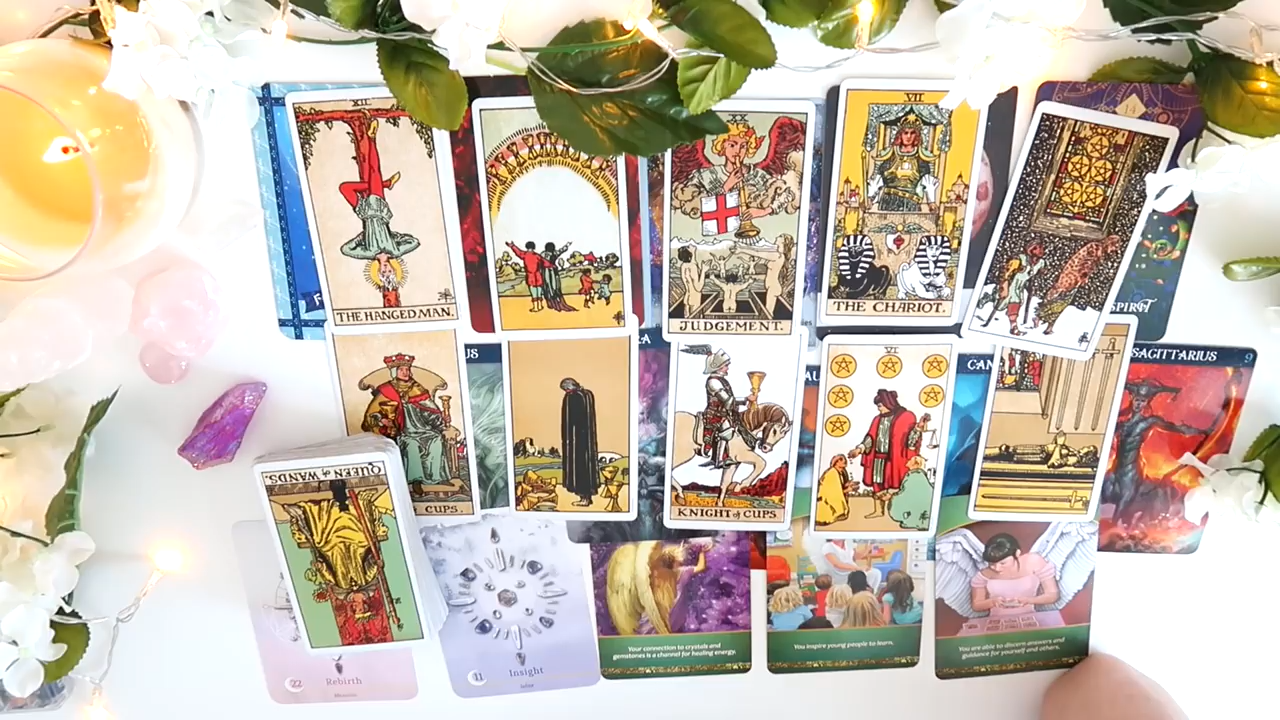 XII
THE HANGED MAN.
XX
JUDGEMENT.
VII
THE CHARIOT.
SPIRIT
SAGITTARIUS
9
CUPS.
KNIGHT of CUPS
VI
QUEEN of WANDS.
22
Rebirth
11
Insight
Your connection to crystals and
gemstones is a channel for healing energy.
You inspire young people to learn.
You are able to discern answers and
guidance for yourself and others.